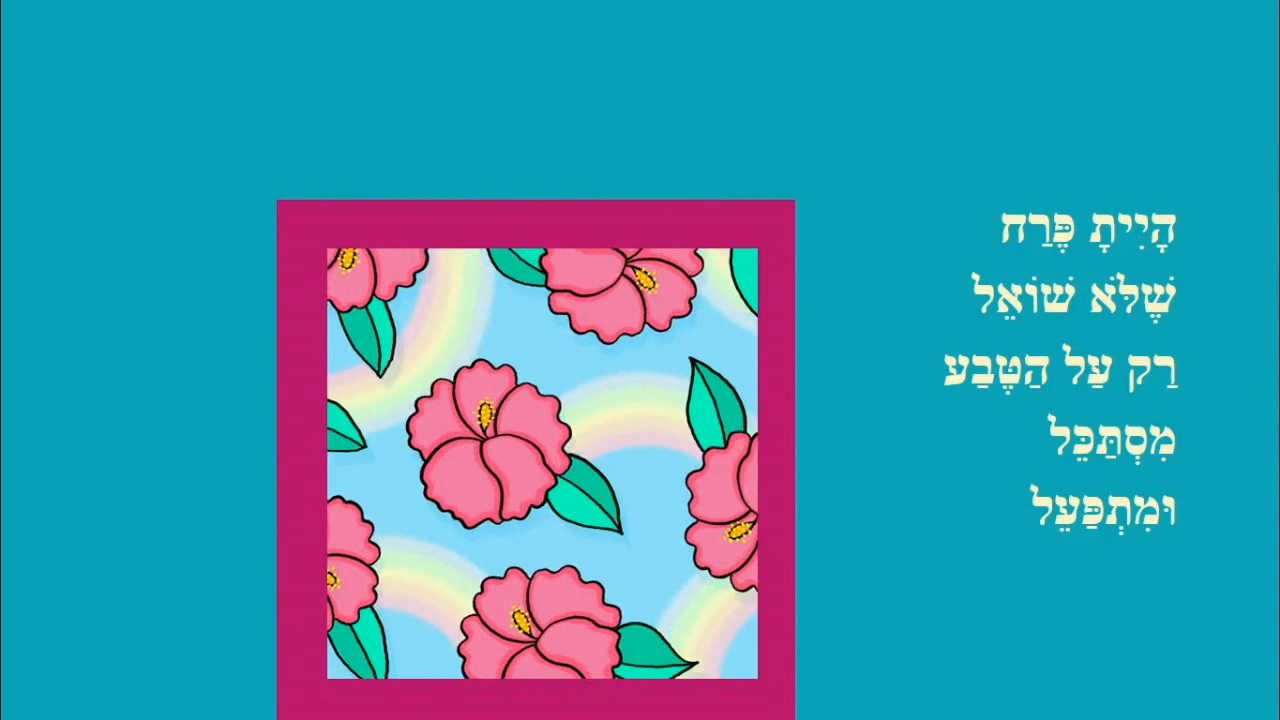 הָיִיתָ פֶּרַח
שֶׁלֹּא שׁוֹאֵל
רַק עַל הַטֶּבַע
מִסְתַּכֵּל
וּמִתְפַּעֵל